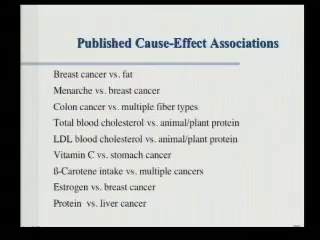 Published Cause-Effect Associations
Breast cancer vs. fat
Menarche vs. breast cancer
Colon cancer vs. multiple fiber types
Total blood cholesterol vs. animal/plant protein
LDL blood cholesterol vs. animal/plant protein
Vitamin C vs. stomach cancer
ß-Carotene intake vs. multiple cancers
Estrogen vs. breast cancer
Protein vs. liver cancer